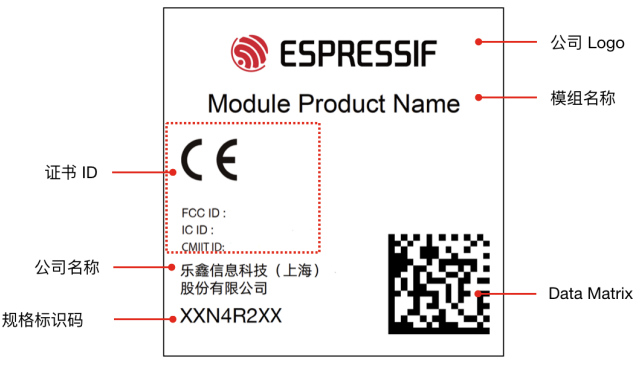 ESPRESSIF
公司 Logo
Module Product Name
模组名称
CE
证书 ID
FCC ID :
IC ID :
CMIIT ID:
公司名称
乐鑫信息科技（上海）
股份有限公司
Data Matrix
规格标识码
XXN4R2XX